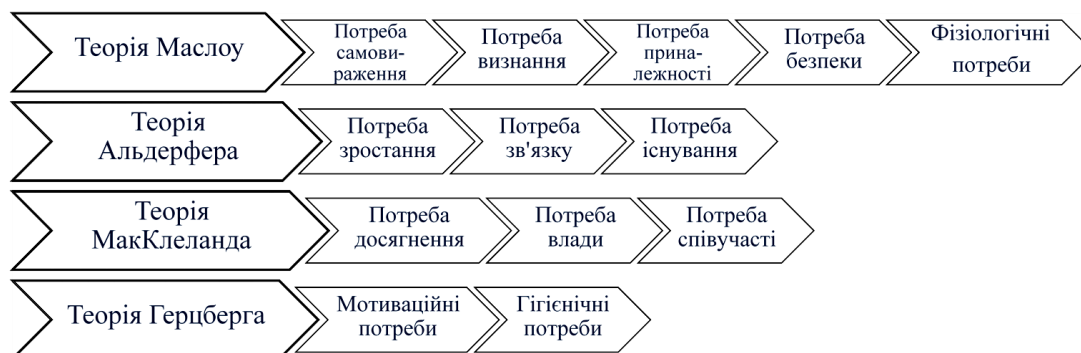 Теорія Маслоу
Потреба
самови-
раження
Потреба
визнання
Потреба
прина-
лежності
Потреба
безпеки
Фізіологічні
потреби
Теорія
Альдерфера
Потреба
зростання
Потреба
зв'язку
Потреба
існування
Теорія
МакКлеланда
Потреба
досягнення
Потреба
влади
Потреба
співучасті
Теорія Герцберга
Мотиваційні
потреби
Гігієнічні
потреби